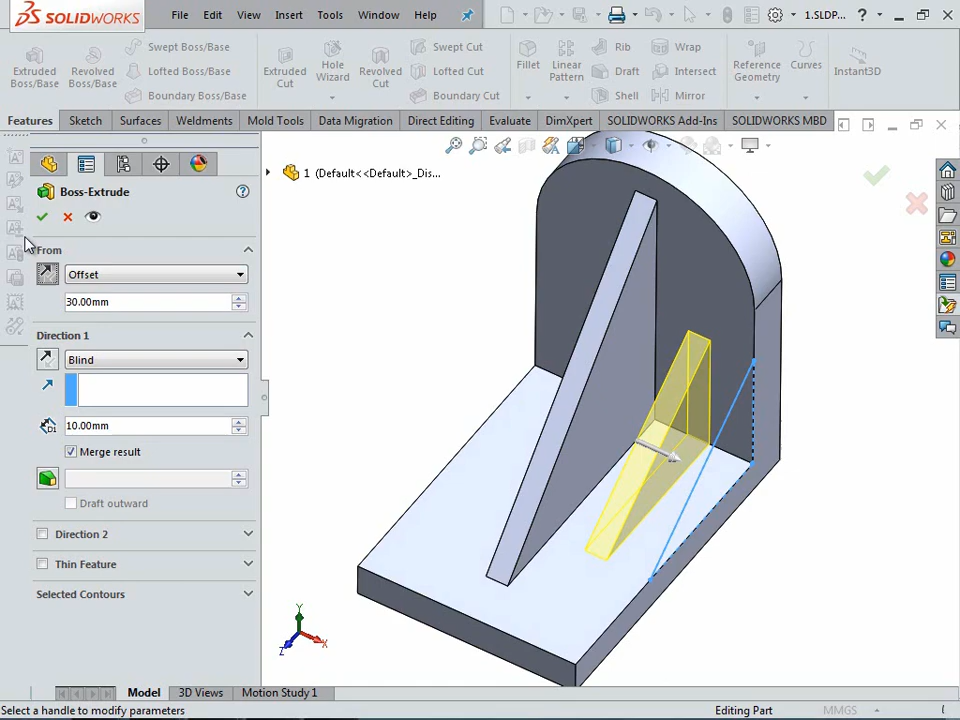 SOLIDWORKS File Edit View Insert Tools Window Help 1.SLDP... ?
Extruded Boss/Base
Revolved Boss/Base
Swept Boss/Base
Lofted Boss/Base
Boundary Boss/Base
Extruded Cut
Hole Wizard
Revolved Cut
Swept Cut
Lofted Cut
Boundary Cut
Fillet
Linear Pattern
Rib
Draft
Shell
Wrap
Intersect
Mirror
Reference Geometry
Curves
Instant3D
Features Sketch Surfaces Weldments Mold Tools Data Migration Direct Editing Evaluate DimXpert SOLIDWORKS Add-Ins SOLIDWORKS MBD
1 (Default<<Default>_Dis...
Boss-Extrude
From
Offset
30.00mm
Direction 1
Blind
D1
10.00mm
Merge result
Draft outward
Direction 2
Thin Feature
Selected Contours
Y
X
Z
Model 3D Views Motion Study 1
Select a handle to modify parameters Editing Part MMGS